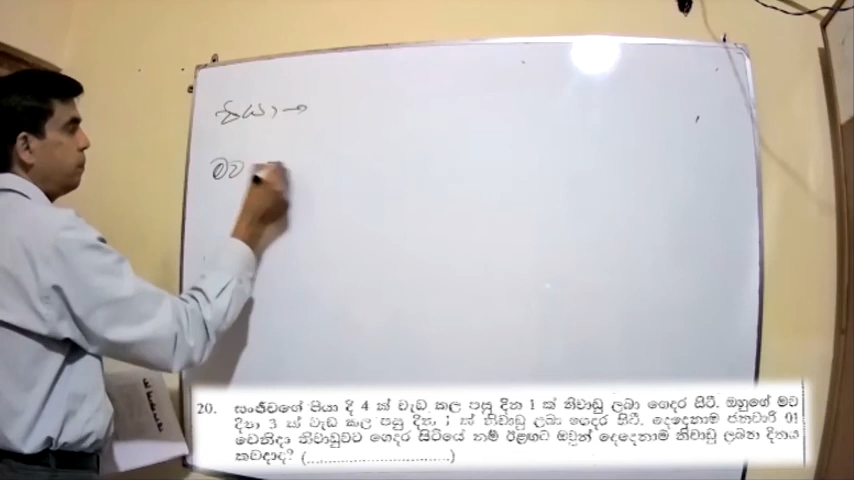 පියා →
මව
20. සංජීවගේ පියා දි 4 ක් වැඩ කල පසු දින 1 ක් නිවාඩු ලබා ගෙදර සිටී. ඔහුගේ මව
දින 3 ක් වැඩ කල පසු දින 1 ක් නිවාඩු ලබා ගෙදර සිටී. දෙදෙනාම ජනවාරි 01
වෙනිදා නිවාඩුවට ගෙදර සිටියේ නම් ඊළඟට ඔවුන් දෙදෙනාම නිවාඩු ලබන දිනය
කවදාද? (....................................)